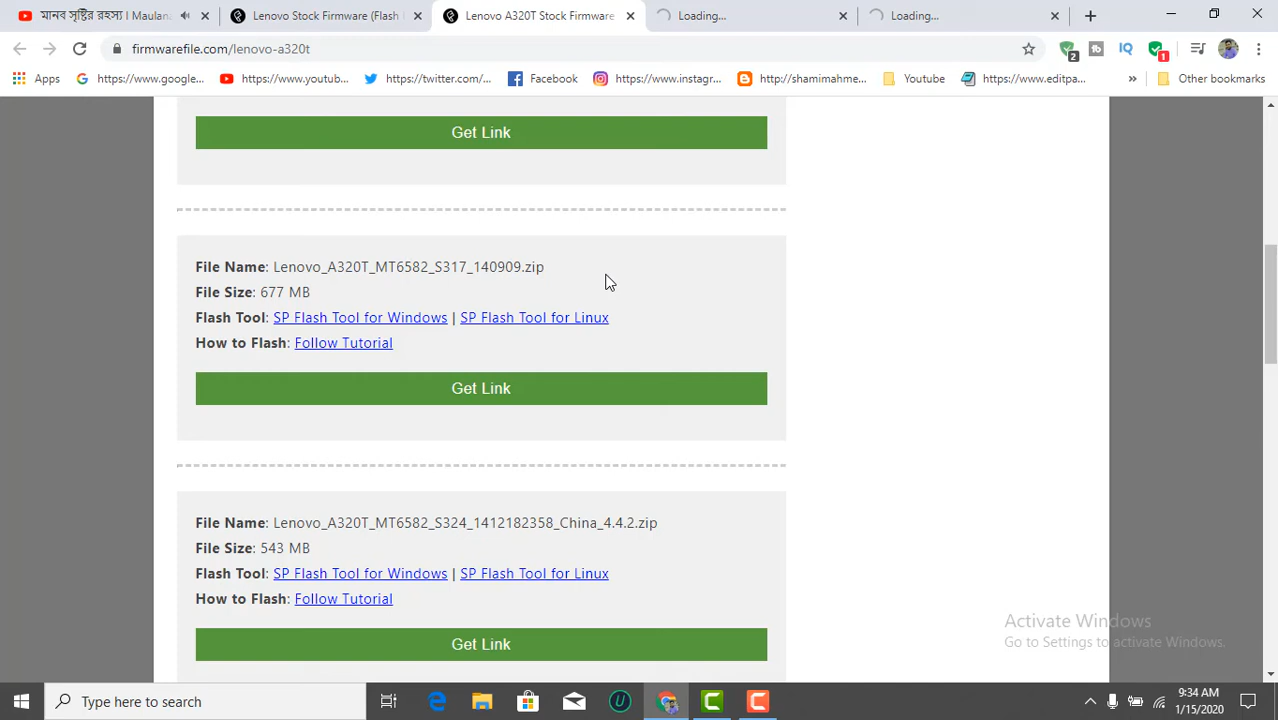 মানব সৃষ্টির রহস্য | Maulana
Lenovo Stock Firmware (Flash
Lenovo A320T Stock Firmware
Loading...
Loading...
firmwarefile.com/lenovo-a320t
2
IQ
1
Apps
https://www.google...
https://www.youtub...
https://twitter.com/...
Facebook
https://www.instagr...
http://shamimahme...
Youtube
https://www.editpa...
»
Other bookmarks
Get Link
File Name: Lenovo_A320T_MT6582_S317_140909.zip
File Size: 677 MB
Flash Tool: SP Flash Tool for Windows | SP Flash Tool for Linux
How to Flash: Follow Tutorial
Get Link
File Name: Lenovo_A320T_MT6582_S324_1412182358_China_4.4.2.zip
File Size: 543 MB
Flash Tool: SP Flash Tool for Windows | SP Flash Tool for Linux
How to Flash: Follow Tutorial
Get Link
Activate Windows
Go to Settings to activate Windows.
Type here to search
9:34 AM
1/15/2020